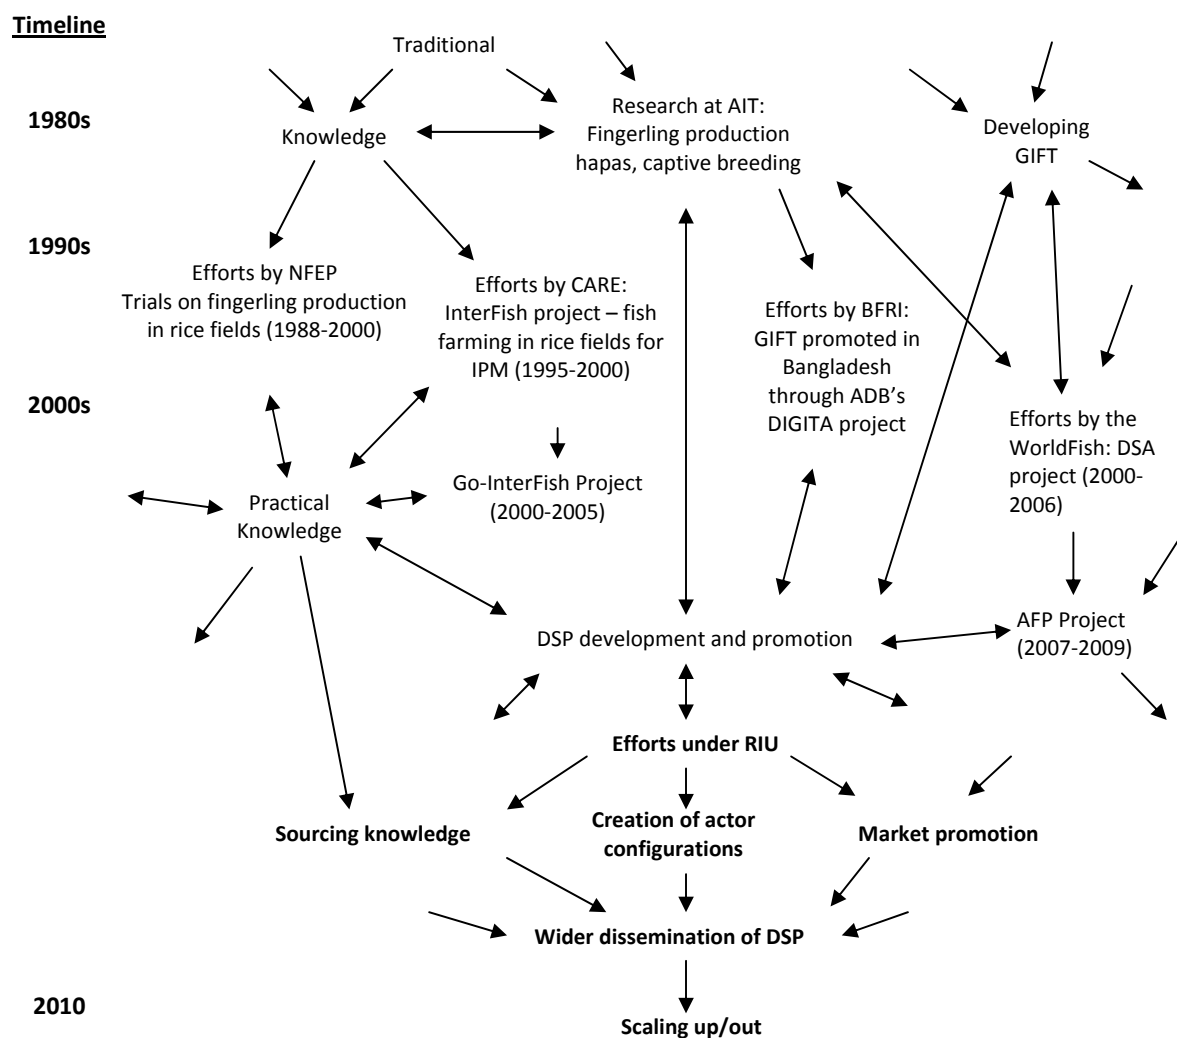 Timeline
Traditional
1980s
Knowledge
Research at AIT:
Fingerling production
hapas, captive breeding
Developing
GIFT
1990s
Efforts by NFEP
Trials on fingerling production
in rice fields (1988-2000)
Efforts by CARE:
InterFish project – fish
farming in rice fields for
IPM (1995-2000)
Efforts by BFRI:
GIFT promoted in
Bangladesh
through ADB's
DIGITA project
2000s
Efforts by the
WorldFish: DSA
project (2000-
2006)
Practical
Knowledge
Go-InterFish Project
(2000-2005)
DSP development and promotion
AFP Project
(2007-2009)
Efforts under RIU
Sourcing knowledge
Creation of actor
configurations
Market promotion
Wider dissemination of DSP
2010
Scaling up/out